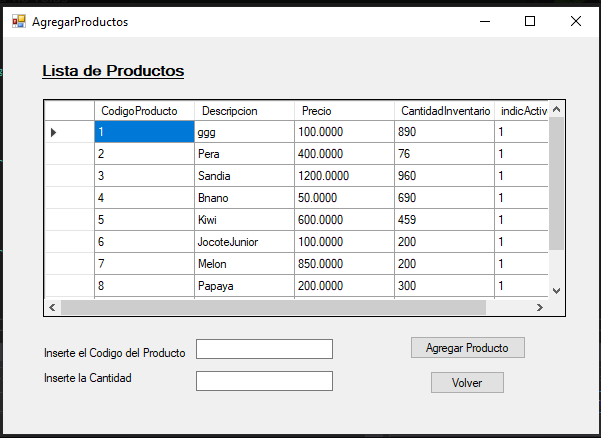 AgregarProductos
Lista de Productos
CodigoProducto Descripcion Precio CantidadInventario indicActiv
1 ggg 100.0000 890 1
2 Pera 400.0000 76 1
3 Sandia 1200.0000 960 1
4 Bnano 50.0000 690 1
5 Kiwi 600.0000 459 1
6 JocoteJunior 100.0000 200 1
7 Melon 850.0000 200 1
8 Papaya 200.0000 300 1
Inserte el Codigo del Producto Agregar Producto
Inserte la Cantidad Volver